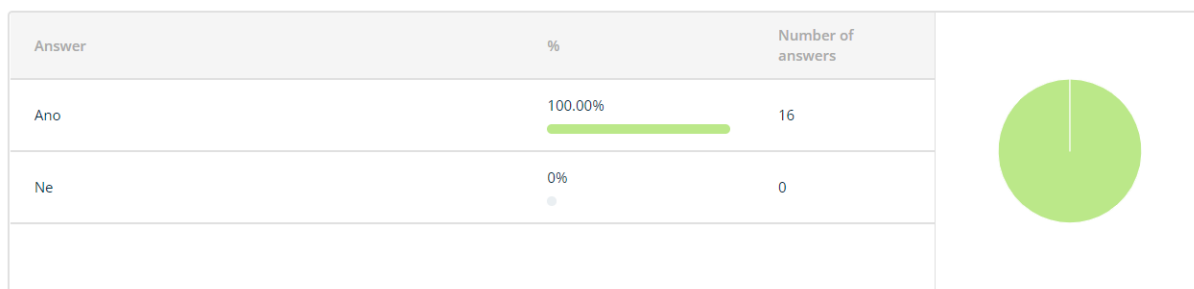 Answer % Number of
answers
Ano 100.00% 16
Ne 0% 0